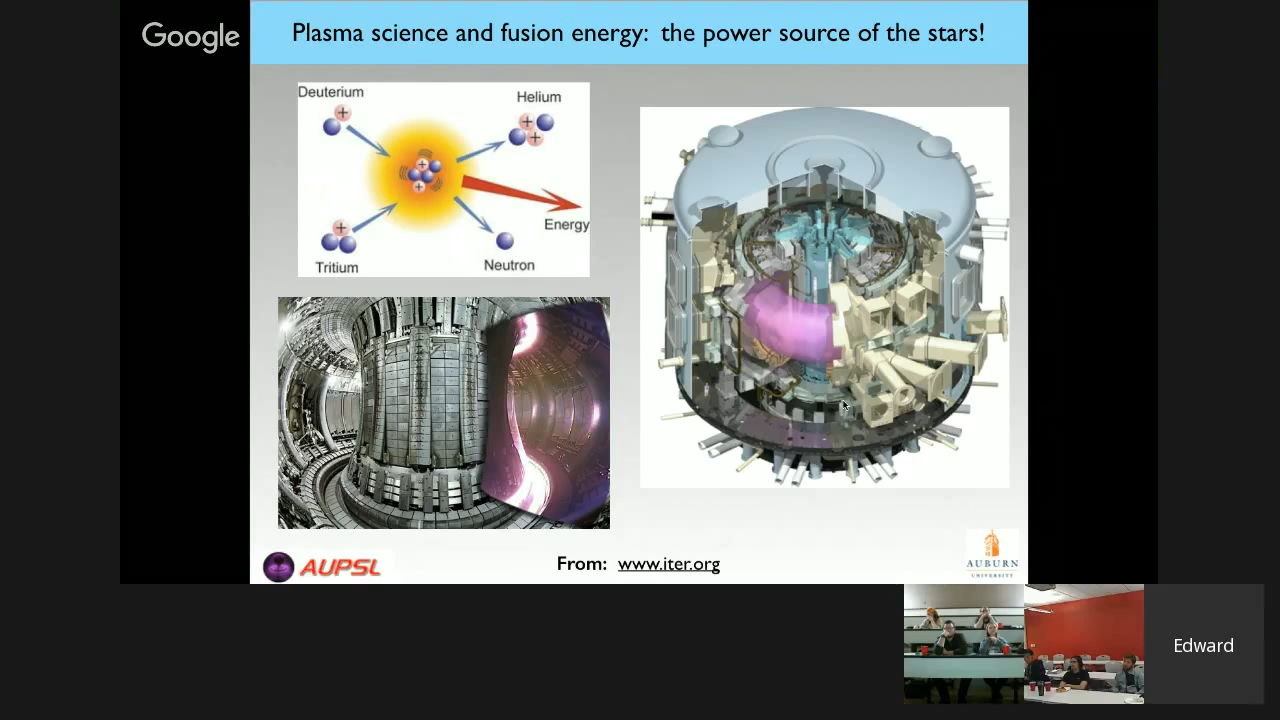 Google
Plasma science and fusion energy: the power source of the stars!
Deuterium
Helium
Energy
Tritium
Neutron
AUPSL
From: www.iter.org
AUBURN
UNIVERSITY
Edward